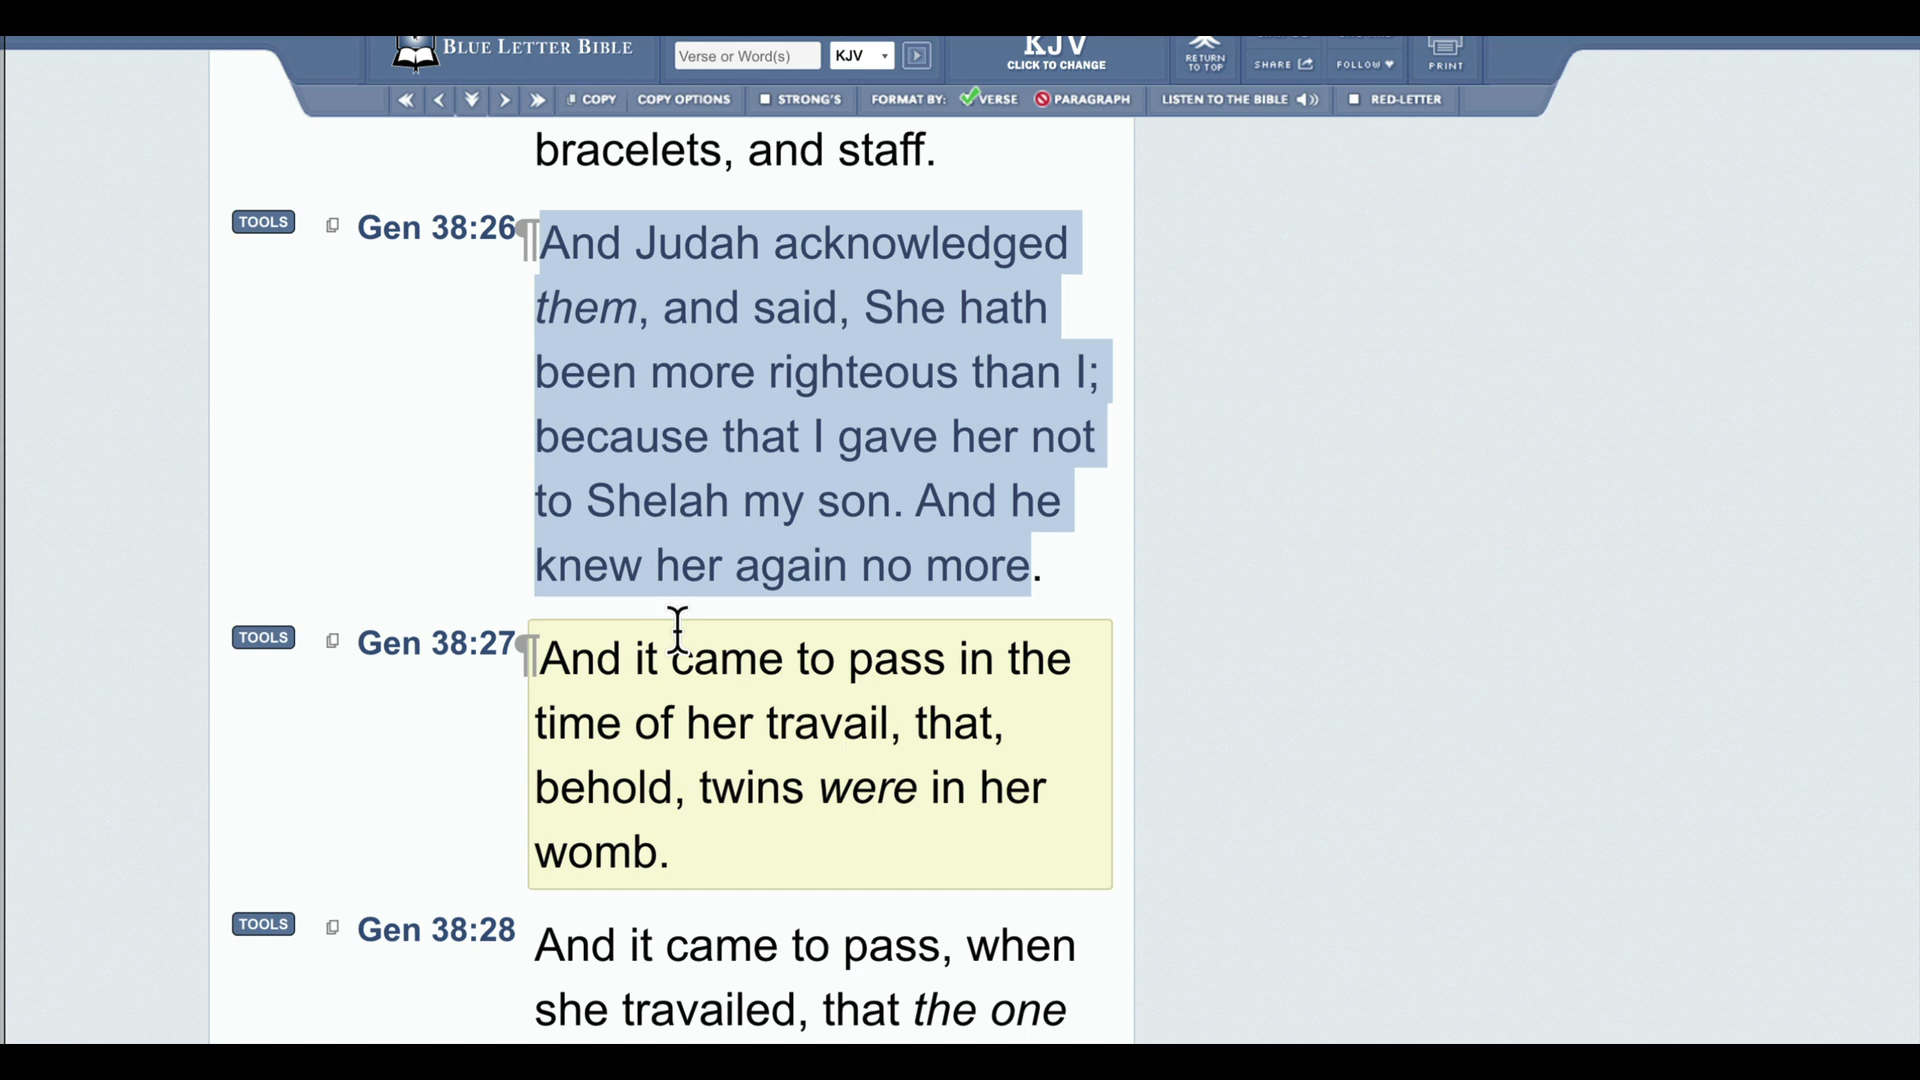 BLUE LETTER BIBLE
Verse or Word(s)
KJV
KJV
CLICK TO CHANGE
RETURN
TO TOP
SHARE
FOLLOW
PRINT
COPY
COPY OPTIONS
STRONG'S
FORMAT BY:
VERSE
PARAGRAPH
LISTEN TO THE BIBLE
RED-LETTER
bracelets, and staff.
TOOLS
Gen 38:26
¶And Judah acknowledged
them, and said, She hath
been more righteous than I;
because that I gave her not
to Shelah my son. And he
knew her again no more.
TOOLS
Gen 38:27
¶And it came to pass in the
time of her travail, that,
behold, twins were in her
womb.
TOOLS
Gen 38:28
And it came to pass, when
she travailed, that the one